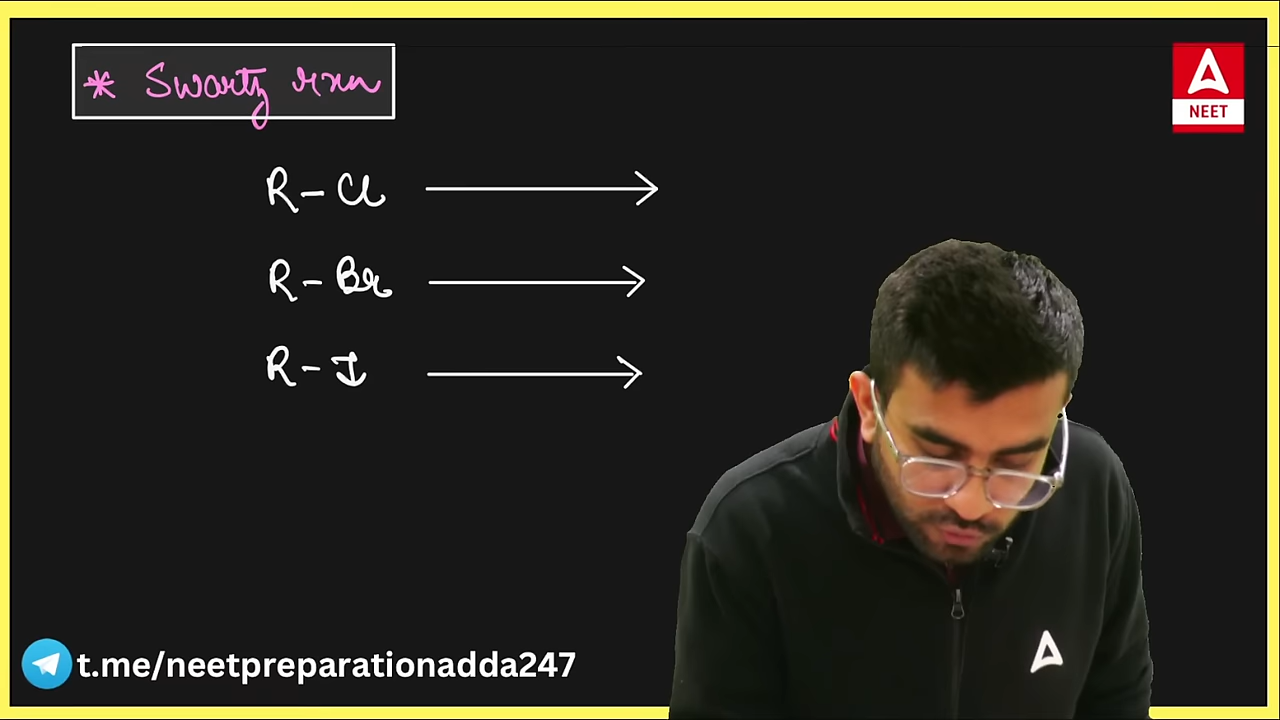 * Swartz rxn
NEET
R - Cl
R - Br
R - I
t.me/neetpreparationadda247